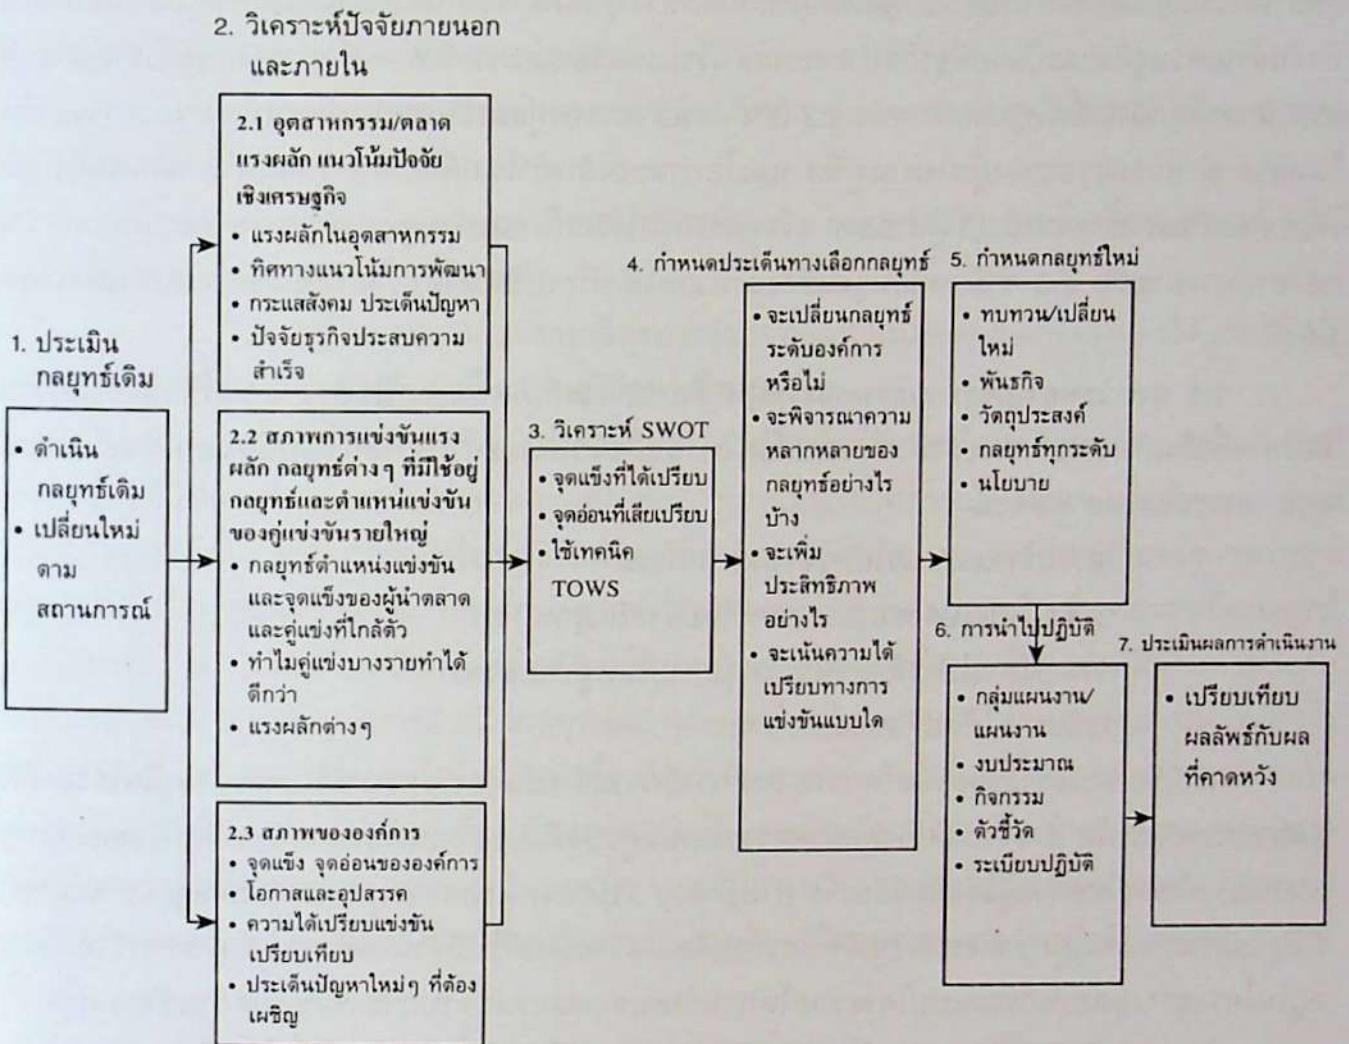 2. วิเคราะห์ปัจจัยภายนอก
และภายใน
2.1 อุตสาหกรรม/ตลาด
แรงผลัก แนวโน้มปัจจัย
เชิงเศรษฐกิจ
• แรงผลักในอุตสาหกรรม
• ทิศทางแนวโน้มการพัฒนา
• กระแสสังคม ประเด็นปัญหา
• ปัจจัยธุรกิจประสบความ
สำเร็จ
1. ประเมิน
กลยุทธ์เดิม
• ดำเนิน
กลยุทธ์เดิม
• เปลี่ยนใหม่
ตาม
สถานการณ์
2.2 สภาพการแข่งขันแรง
ผลัก กลยุทธ์ต่างๆ ที่มีใช้อยู่
กลยุทธ์และตำแหน่แข่งขัน
ของคู่แข่งขันรายใหญ่
• กลยุทธ์ตำแหน่งแข่งขัน
และจุดแข็งของผู้นำตลาด
และคู่แข่งที่ใกล้ตัว
• ทำไมคู่แข่งบางรายทำได้
ดีกว่า
• แรงผลักต่างๆ
2.3 สภาพขององค์การ
• จุดแข็ง จุดอ่อนขององค์การ
• โอกาสและอุปสรรค
• ความได้เปรียบแข่งขัน
เปรียบเทียบ
• ประเด็นปัญหาใหม่ๆ ที่ต้อง
เผชิญ
3. วิเคราะห์ SWOT
• จุดแข็งที่ได้เปรียบ
• จุดอ่อนที่เสียเปรียบ
• ใช้เทคนิค
TOWS
4. กำหนดประเด็นทางเลือกกลยุทธ์
• จะเปลี่ยนกลยุทธ์
ระดับองค์การ
หรือไม่
• จะพิจารณาความ
หลากหลายของ
กลยุทธ์อย่างไร
บ้าง
• จะเพิ่ม
ประสิทธิภาพ
อย่างไร
• จะเน้นความได้
เปรียบทางการ
แข่งขันแบบใด
5. กำหนดกลยุทธ์ใหม่
• ทบทวน/เปลี่ยน
ใหม่
• พันธกิจ
• วัตถุประสงค์
• กลยุทธ์ทุกระดับ
• นโยบาย
6. การนำไปปฏิบัติ
• กลุ่มแผนงาน/
แผนงาน
• งบประมาณ
• กิจกรรม
• ตัวชี้วัด
• ระเบียบปฏิบัติ
7. ประเมินผลการดำเนินงาน
• เปรียบเทียบ
ผลลัพธ์กับผล
ที่คาดหวัง